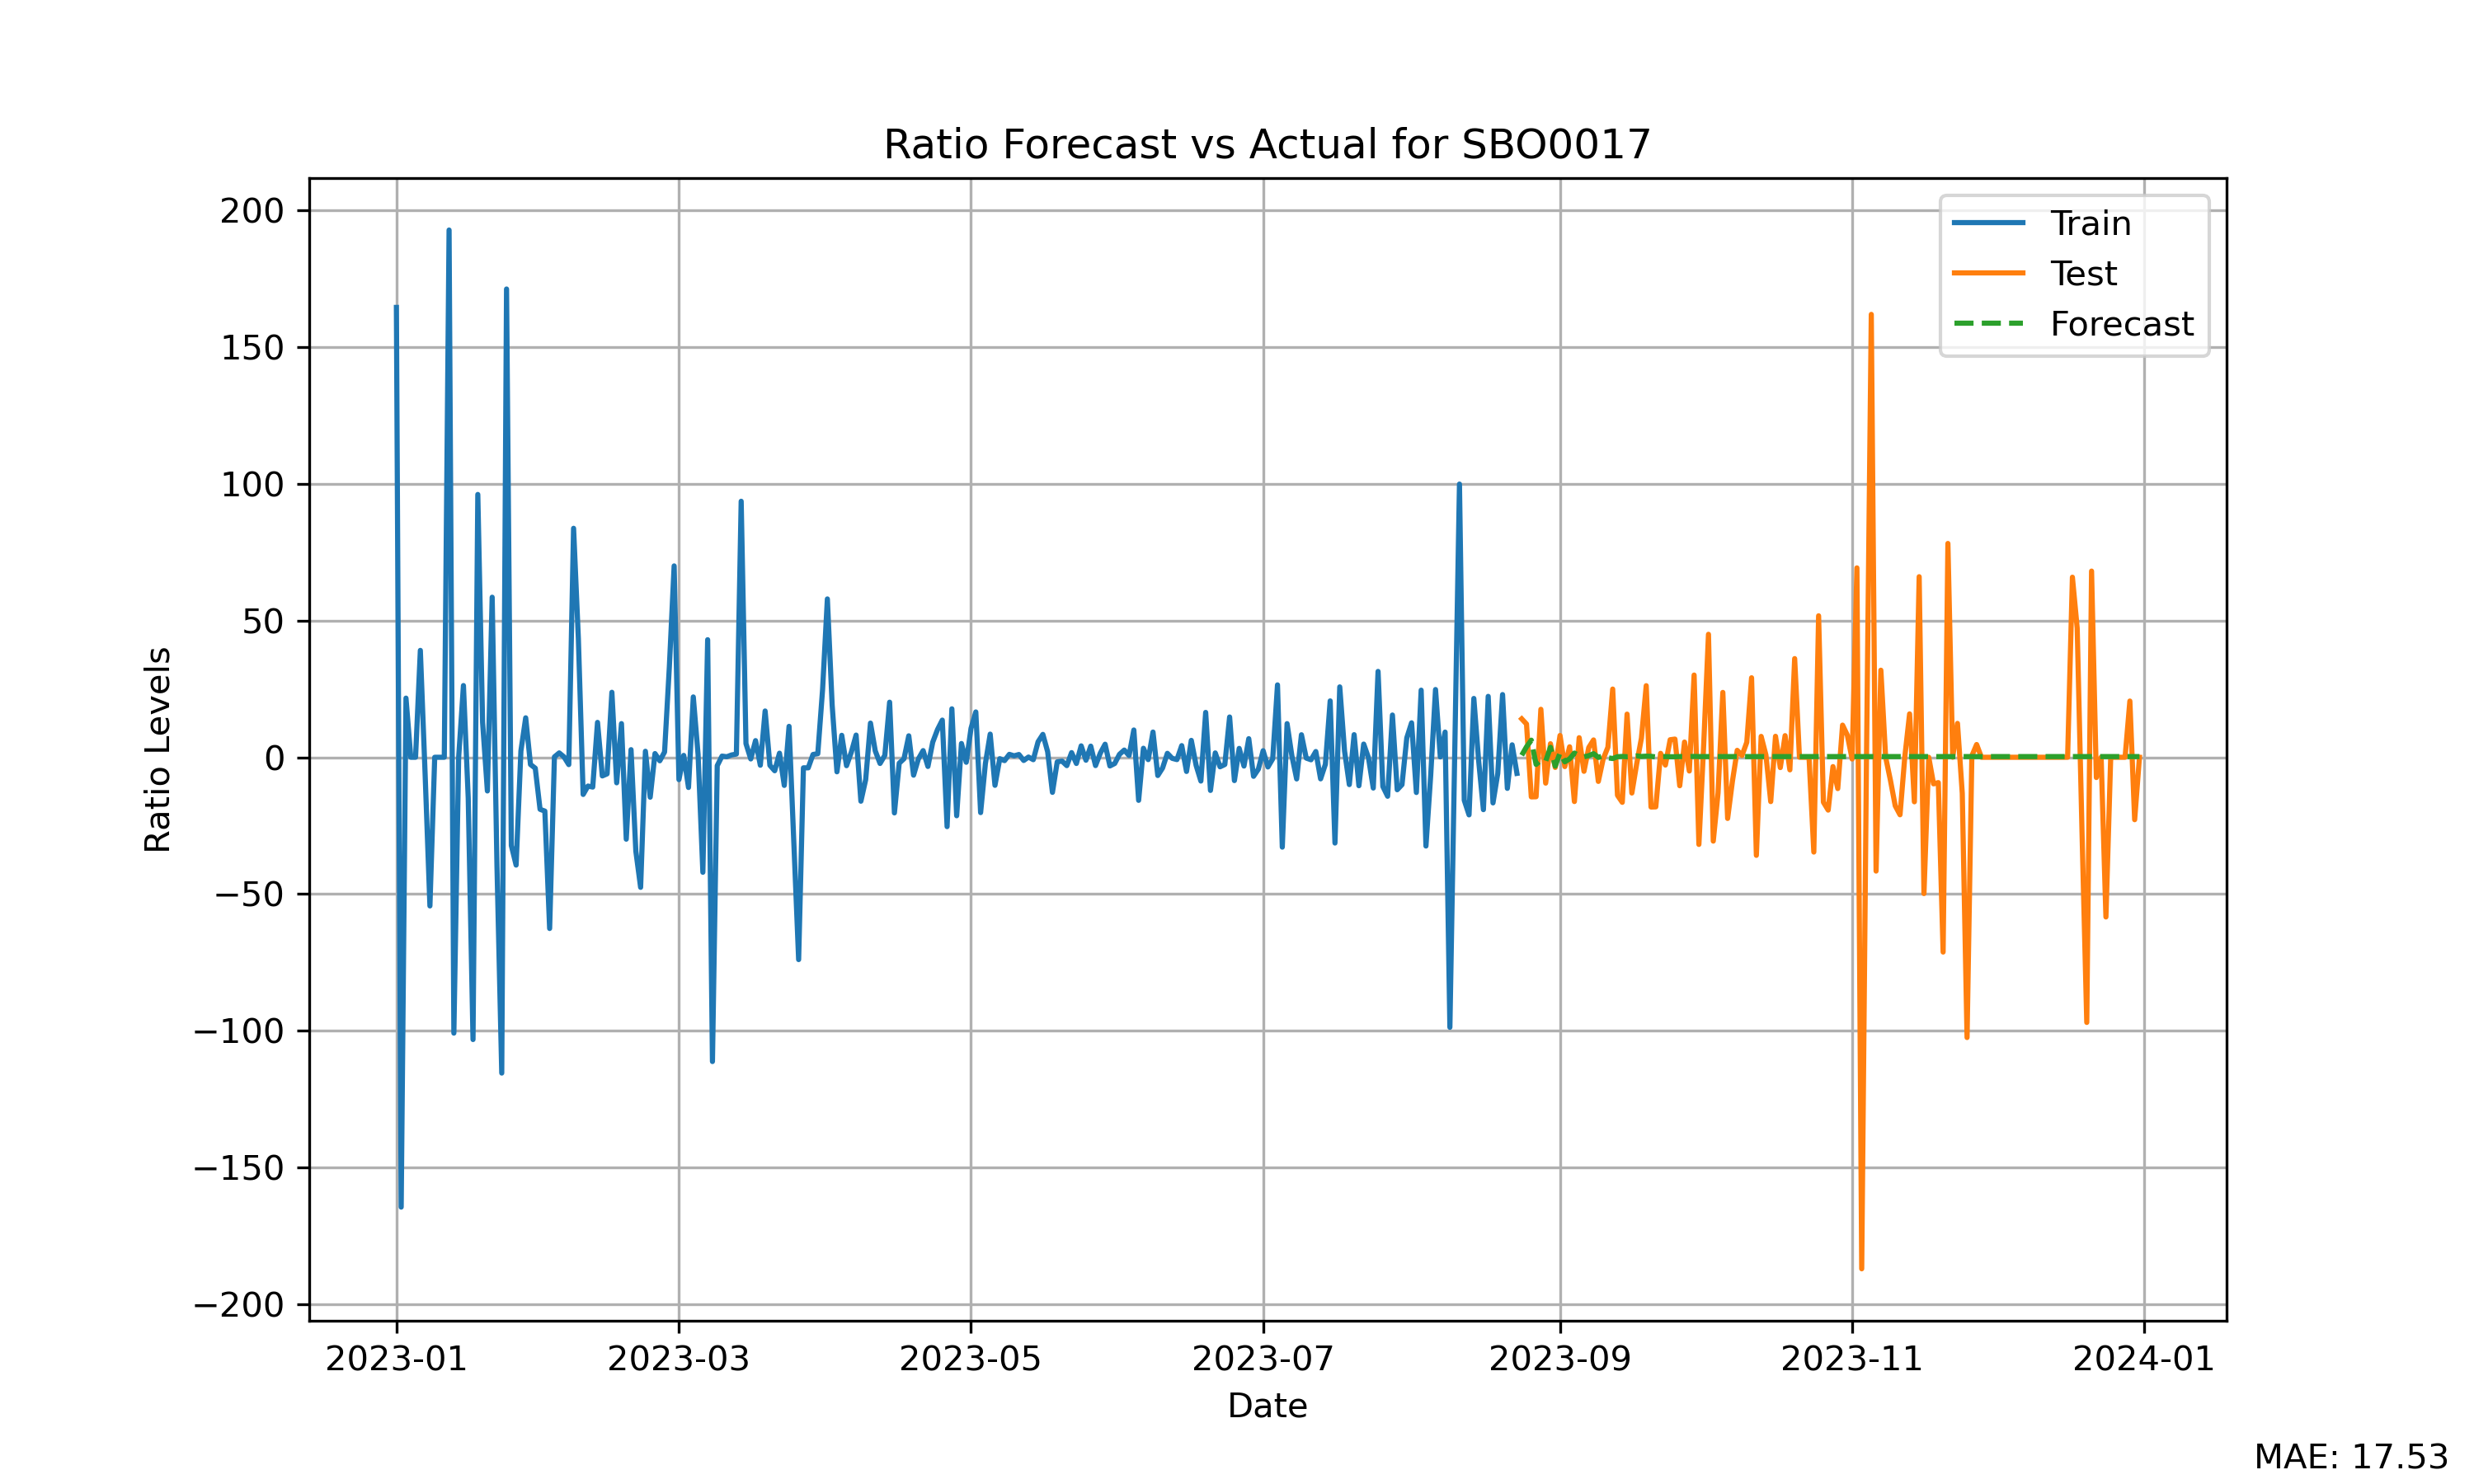 Ratio Forecast vs Actual for SBO0017
Train
Test
Forecast
Ratio Levels
200
150
100
50
0
−50
−100
−150
−200
2023-01
2023-03
2023-05
2023-07
2023-09
2023-11
2024-01
Date
MAE: 17.53